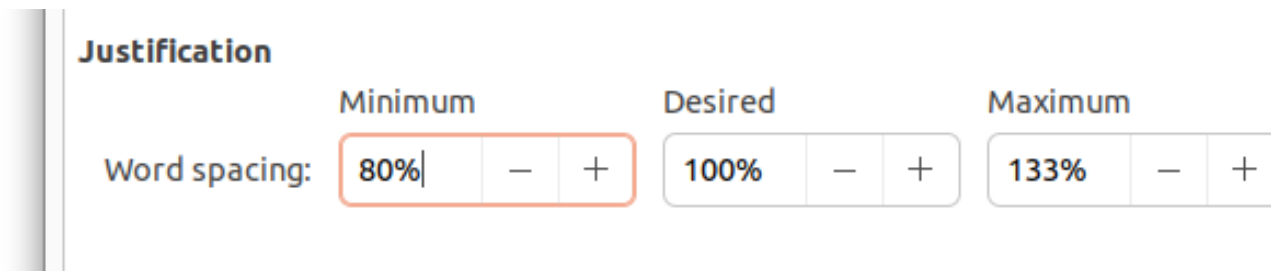 Justification
Minimum Desired Maximum
Word spacing: 80% − + 100% − + 133% − +